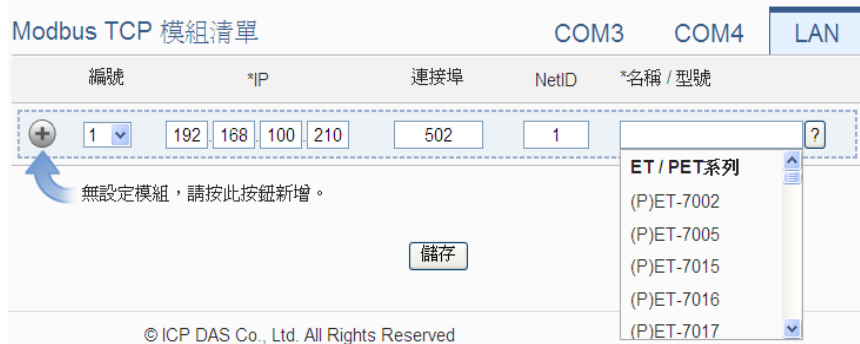 Modbus TCP 模組清單 COM3 COM4 LAN
編號 *IP 連接埠 NetID *名稱 / 型號
1 192 . 168 . 100 . 210 502 1 ?
ET / PET系列
無設定模組，請按此按鈕新增。
(P)ET-7002
(P)ET-7005
儲存
(P)ET-7015
(P)ET-7016
(P)ET-7017
© ICP DAS Co., Ltd. All Rights Reserved